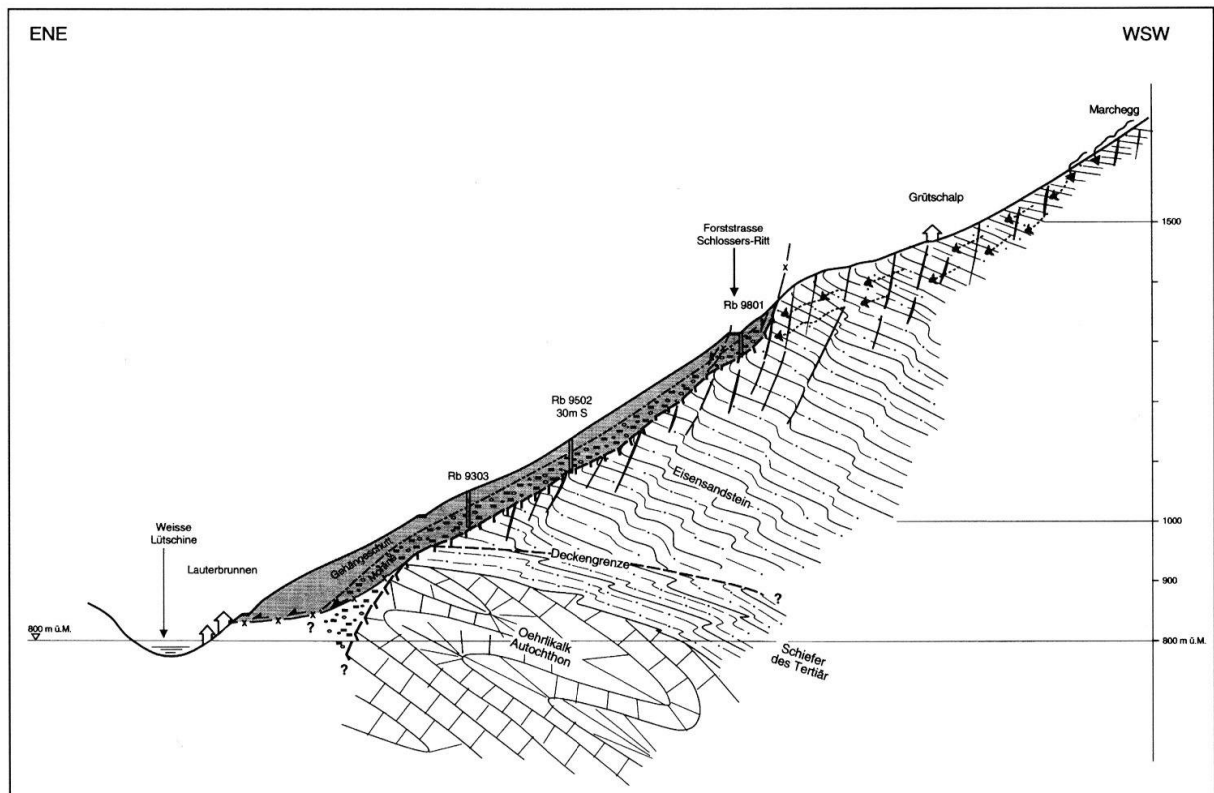 ENE
WSW
Marchegg
Grütschalp
1500
Forststrasse
Schlossers-Ritt
Rb 9801
Rb 9502
30m S
Rb 9303
Eisensandstein
Weisse
Lütschine
Lauterbrunnen
Gehängeschutt
Moräne
Deckengrenze
1000
900
?
?
800 m ü.M.
800 m ü.M.
Oehrlikalk
Autochthon
Schiefer
des Tertiär
?